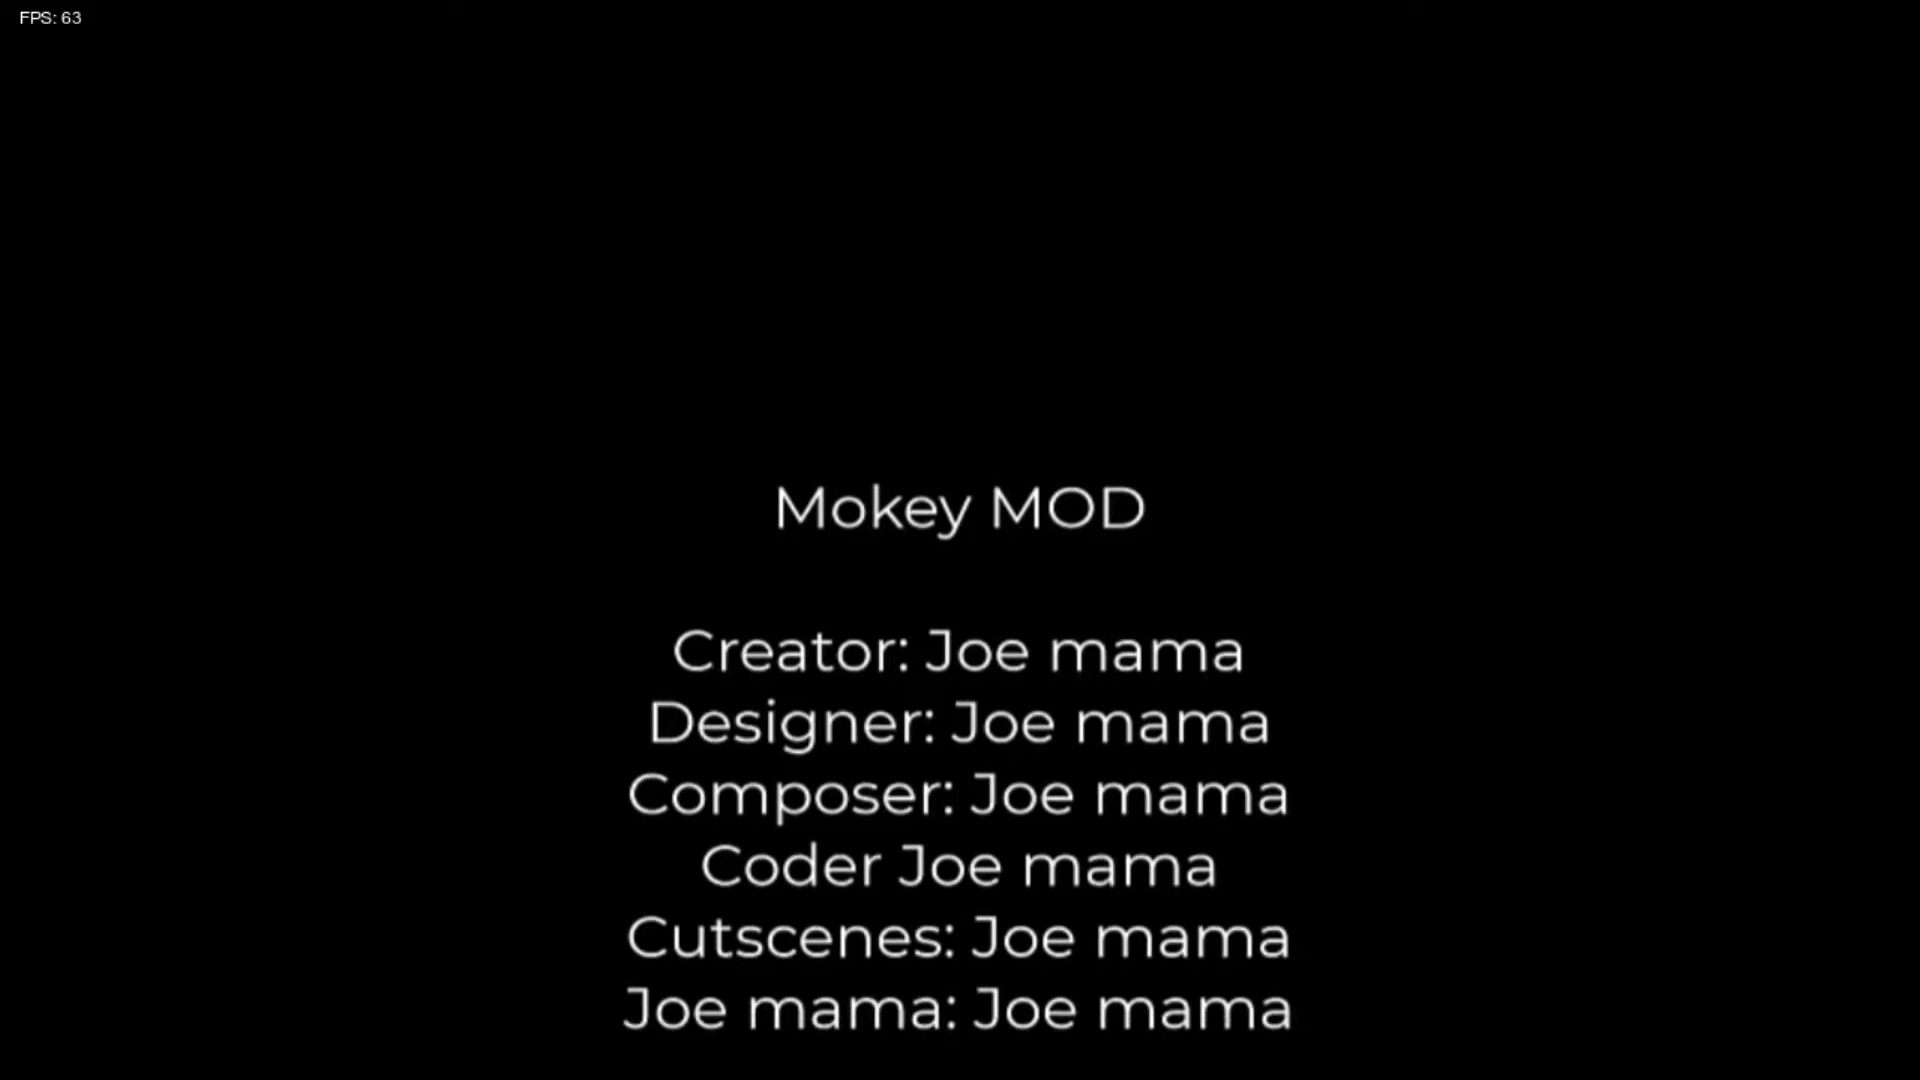 FPS: 63
Mokey MOD
Creator: Joe mama
Designer: Joe mama
Composer: Joe mama
Coder Joe mama
Cutscenes: Joe mama
Joe mama: Joe mama